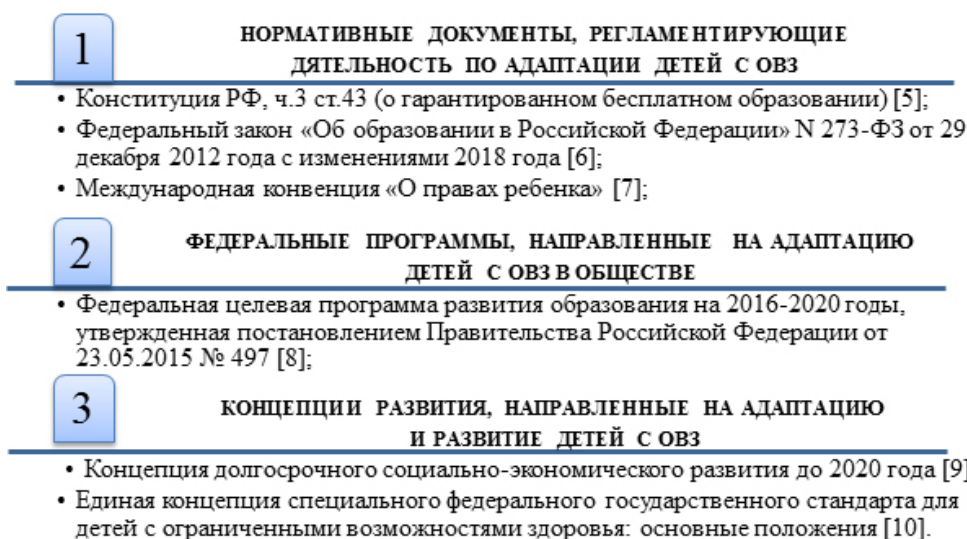 1
НОРМАТИВНЫЕ ДОКУМЕНТЫ, РЕГЛАМЕНТИРУЮЩИЕ
ДЯТЕЛЬНОСТЬ ПО АДАПТАЦИИ ДЕТЕЙ С ОВЗ
• Конституция РФ, ч.3 ст.43 (о гарантированном бесплатном образовании) [5];
• Федеральный закон «Об образовании в Российской Федерации» N 273-ФЗ от 29
декабря 2012 года с изменениями 2018 года [6];
• Международная конвенция «О правах ребенка» [7];
2
ФЕДЕРАЛЬНЫЕ ПРОГРАММЫ, НАПРАВЛЕННЫЕ НА АДАПТАЦИЮ
ДЕТЕЙ С ОВЗ В ОБЩЕСТВЕ
• Федеральная целевая программа развития образования на 2016-2020 годы,
утвержденная постановлением Правительства Российской Федерации от
23.05.2015 № 497 [8];
3
КОНЦЕПЦИИ РАЗВИТИЯ, НАПРАВЛЕННЫЕ НА АДАПТАЦИЮ
И РАЗВИТИЕ ДЕТЕЙ С ОВЗ
• Концепция долгосрочного социально-экономического развития до 2020 года [9]
• Единая концепция специального федерального государственного стандарта для
детей с ограниченными возможностями здоровья: основные положения [10].